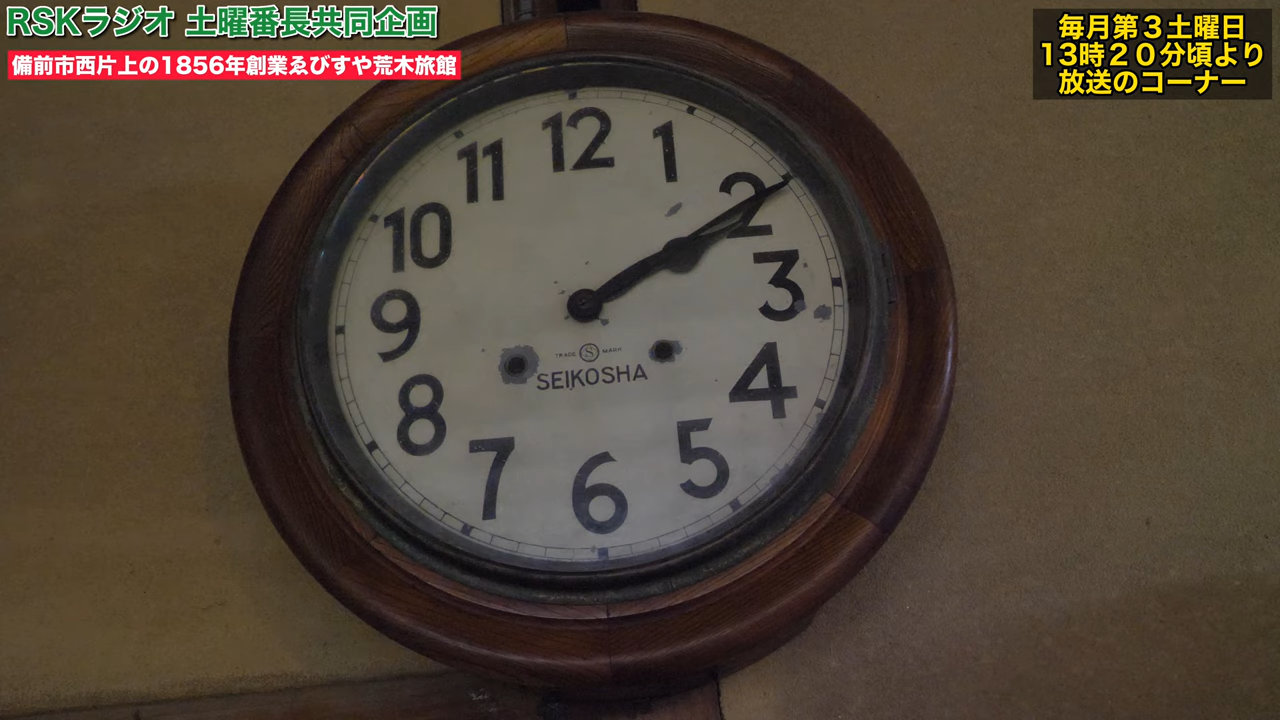 RSKラジオ 土曜番長共同企画
備前市西片上の1856年創業ゑびすや荒木旅館
毎月第3土曜日
13時20分頃より
放送のコーナー
12
1
2
3
4
5
6
7
8
9
10
11
TRADE S MARK
SEIKOSHA